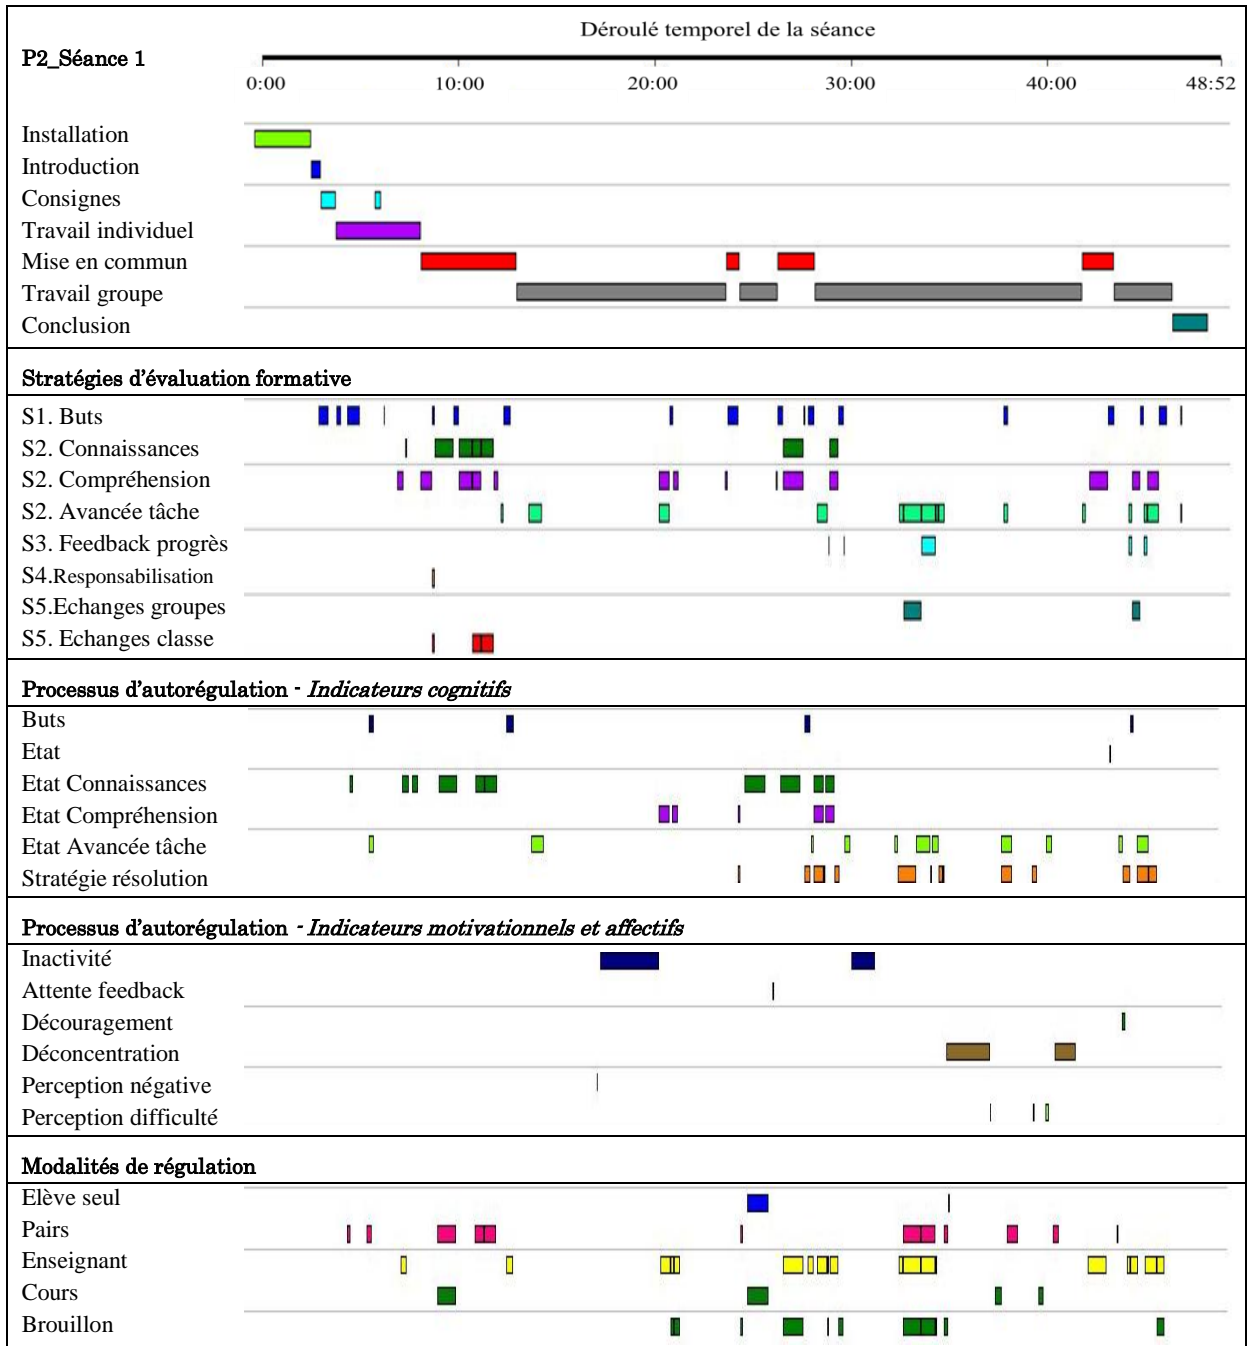 Déroulé temporel de la séance
P2_Séance 1
0:00 10:00 20:00 30:00 40:00 48:52
Installation
Introduction
Consignes
Travail individuel
Mise en commun
Travail groupe
Conclusion
Stratégies d’évaluation formative
S1. Buts
S2. Connaissances
S2. Compréhension
S2. Avancée tâche
S3. Feedback progrès
S4.Responsabilisation
S5.Echanges groupes
S5. Echanges classe
Processus d’autorégulation - Indicateurs cognitifs
Buts
Etat
Etat Connaissances
Etat Compréhension
Etat Avancée tâche
Stratégie résolution
Processus d’autorégulation - Indicateurs motivationnels et affectifs
Inactivité
Attente feedback
Découragement
Déconcentration
Perception négative
Perception difficulté
Modalités de régulation
Elève seul
Pairs
Enseignant
Cours
Brouillon